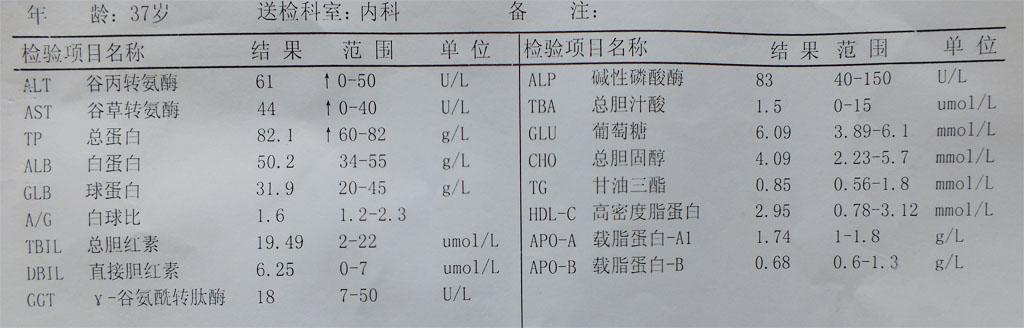 年 龄: 37岁 送检科室: 内科 备 注:
检验项目名称 结 果 范 围 单 位
ALT 谷丙转氨酶 61 ↑ 0-50 U/L
AST 谷草转氨酶 44 ↑ 0-40 U/L
TP 总蛋白 82.1 ↑ 60-82 g/L
ALB 白蛋白 50.2 34-55 g/L
GLB 球蛋白 31.9 20-45 g/L
A/G 白球比 1.6 1.2-2.3
TBIL 总胆红素 19.49 2-22 umol/L
DBIL 直接胆红素 6.25 0-7 umol/L
GGT γ-谷氨酰转肽酶 18 7-50 U/L
检验项目名称 结 果 范 围 单 位
ALP 碱性磷酸酶 83 40-150 U/L
TBA 总胆汁酸 1.5 0-15 umol/L
GLU 葡萄糖 6.09 3.89-6.1 mmol/L
CHO 总胆固醇 4.09 2.23-5.7 mmol/L
TG 甘油三酯 0.85 0.56-1.8 mmol/L
HDL-C 高密度脂蛋白 2.95 0.78-3.12 mmol/L
APO-A 载脂蛋白-A1 1.74 1-1.8 g/L
APO-B 载脂蛋白-B 0.68 0.6-1.3 g/L